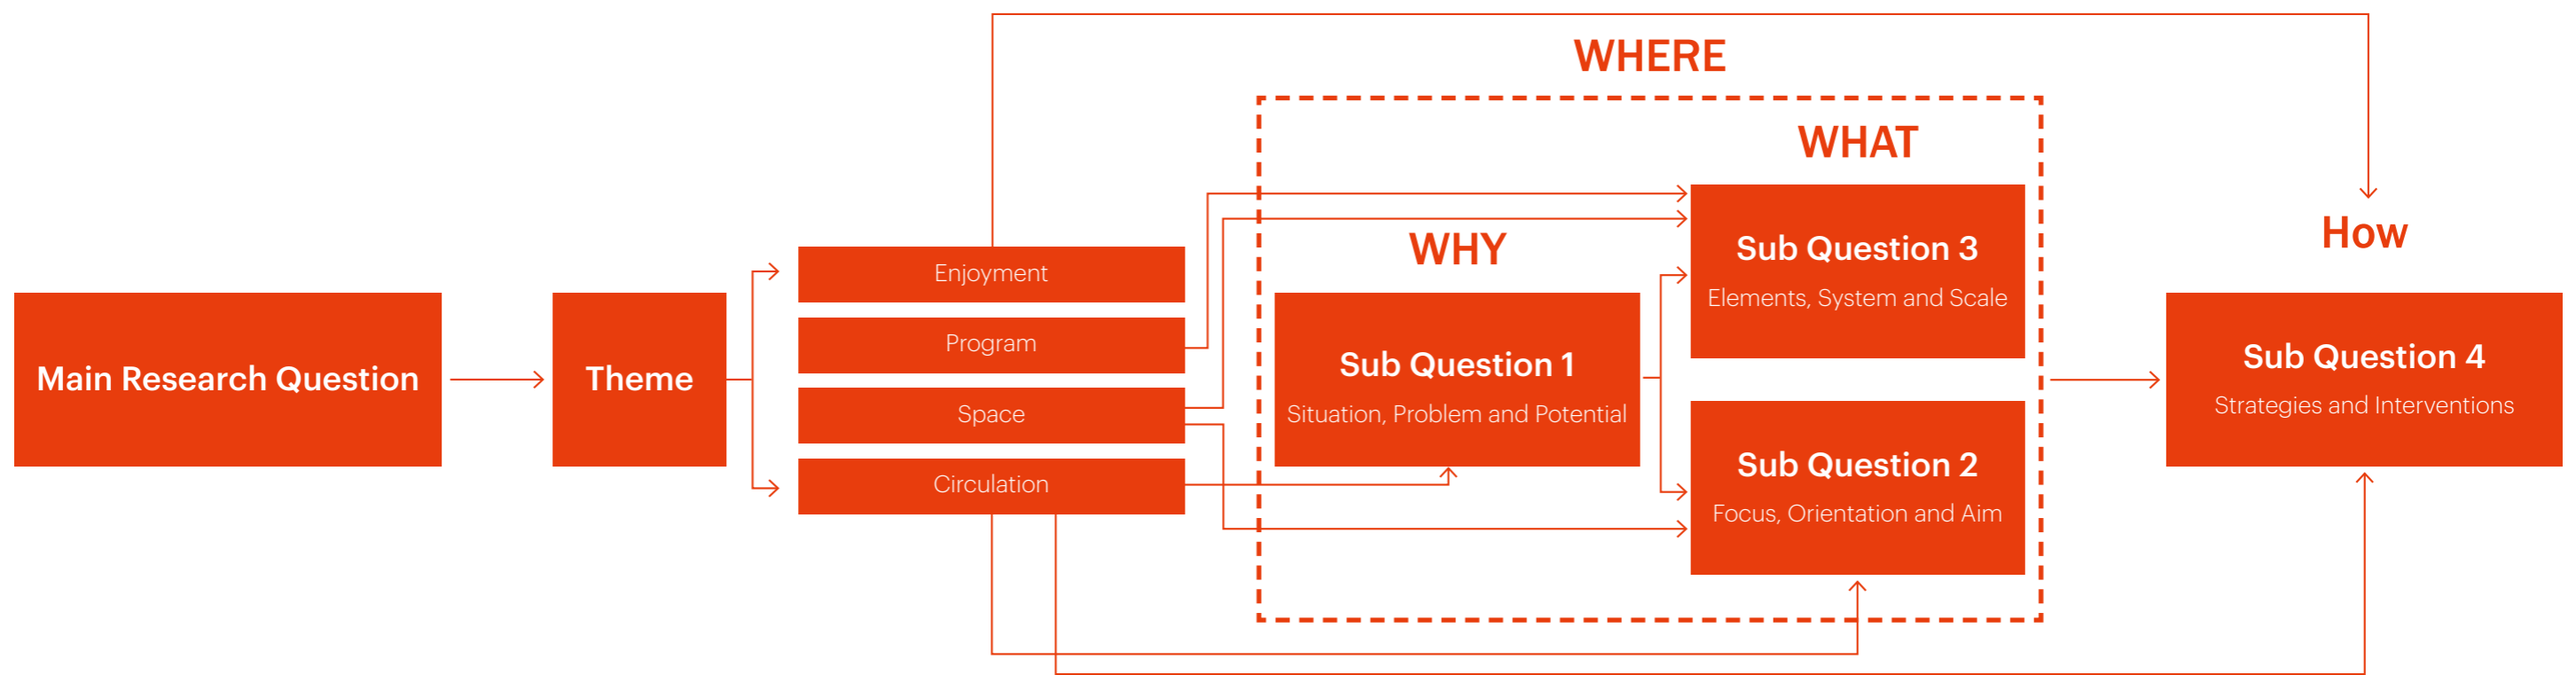 Main Research Question
Theme
Enjoyment
Program
Space
Circulation
WHERE
WHY
Sub Question 1
Situation, Problem and Potential
WHAT
Sub Question 3
Elements, System and Scale
Sub Question 2
Focus, Orientation and Aim
How
Sub Question 4
Strategies and Interventions